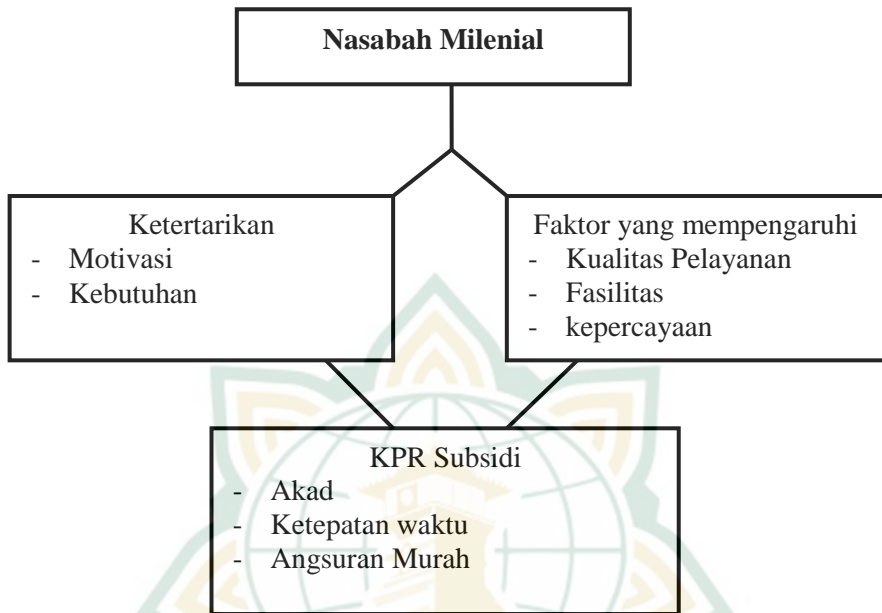 Nasabah Milenial
Ketertarikan
- Motivasi
- Kebutuhan
Faktor yang mempengaruhi
- Kualitas Pelayanan
- Fasilitas
- kepercayaan
KPR Subsidi
- Akad
- Ketepatan waktu
- Angsuran Murah